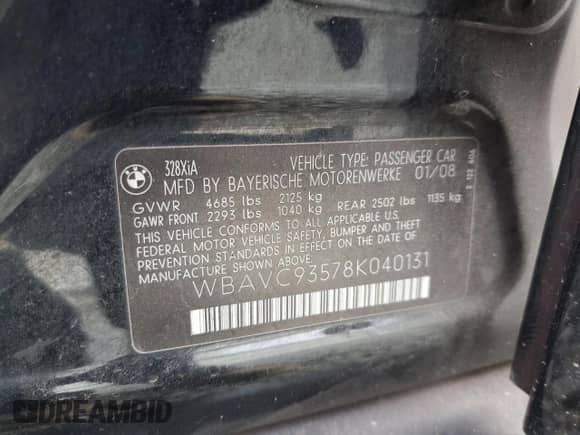 328XiA
VEHICLE TYPE: PASSENGER CAR
MFD BY BAYERISCHE MOTORENWERKE 01/08
GVWR 4685 lbs 2125 kg
GAWR FRONT 2293 lbs 1040 kg REAR 2502 lbs 1135 kg
THIS VEHICLE CONFORMS TO ALL APPLICABLE U.S.
FEDERAL MOTOR VEHICLE SAFETY, BUMPER AND THEFT
PREVENTION STANDARDS IN EFFECT ON THE DATE OF
MANUFACTURE SHOWN ABOVE.
WBAVC93578K040131
DREAMBID